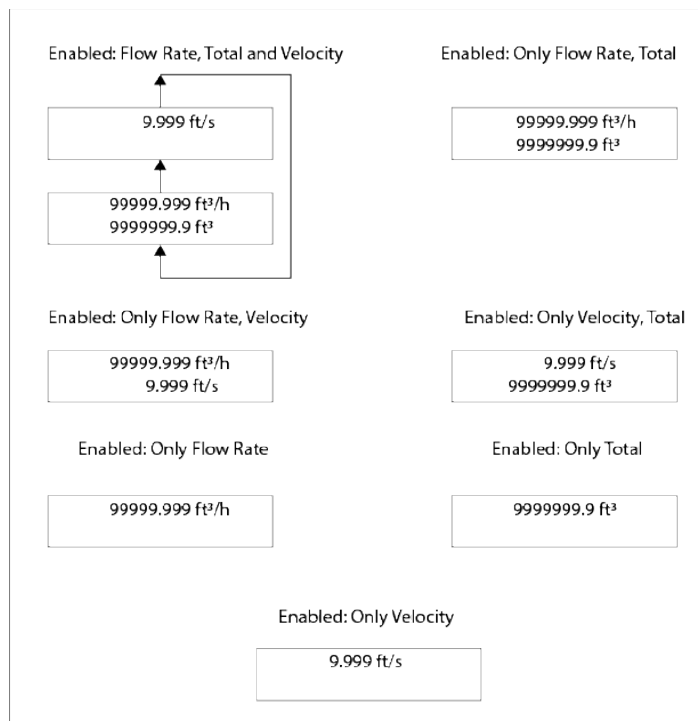 Enabled: Flow Rate, Total and Velocity
9.999 ft/s
99999.999 ft³/h
9999999.9 ft³
Enabled: Only Flow Rate, Total
99999.999 ft³/h
9999999.9 ft³
Enabled: Only Flow Rate, Velocity
99999.999 ft³/h
9.999 ft/s
Enabled: Only Velocity, Total
9.999 ft/s
9999999.9 ft³
Enabled: Only Flow Rate
99999.999 ft³/h
Enabled: Only Total
9999999.9 ft³
Enabled: Only Velocity
9.999 ft/s